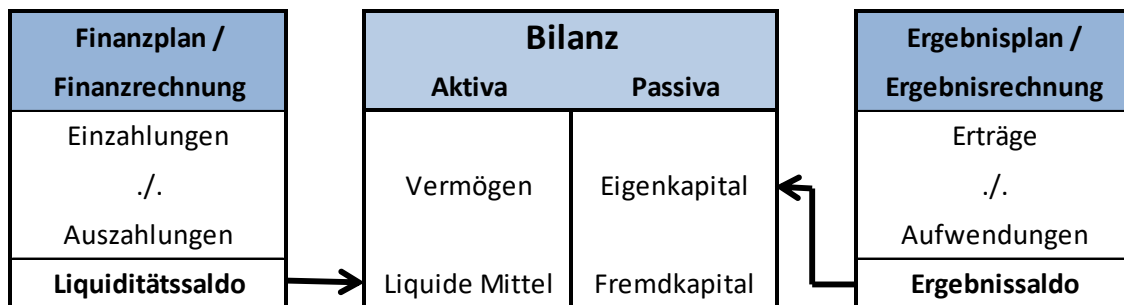 Finanzplan /
Finanzrechnung
Einzahlungen
./.
Auszahlungen
Liquiditätssaldo
Bilanz
Aktiva Passiva
Vermögen Eigenkapital
Liquide Mittel Fremdkapital
Ergebnisplan /
Ergebnisrechnung
Erträge
./.
Aufwendungen
Ergebnissaldo